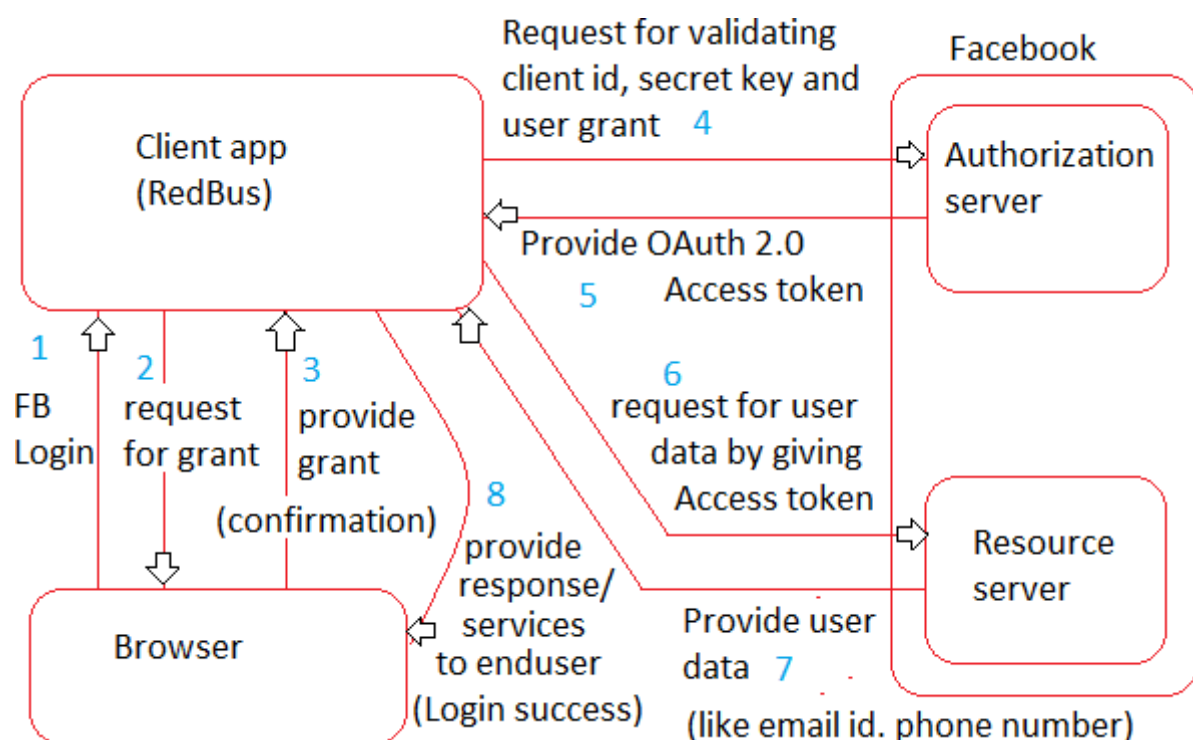 Request for validating
client id, secret key and
user grant 4
Facebook
Client app
(RedBus)
Authorization
server
Provide OAuth 2.0
5 Access token
1
FB
Login
2
request
for grant
3
provide
grant
(confirmation)
6
request for user
data by giving
Access token
8
provide
response/
services
to enduser
(Login success)
Resource
server
Browser
Provide user
data 7
(like email id. phone number)